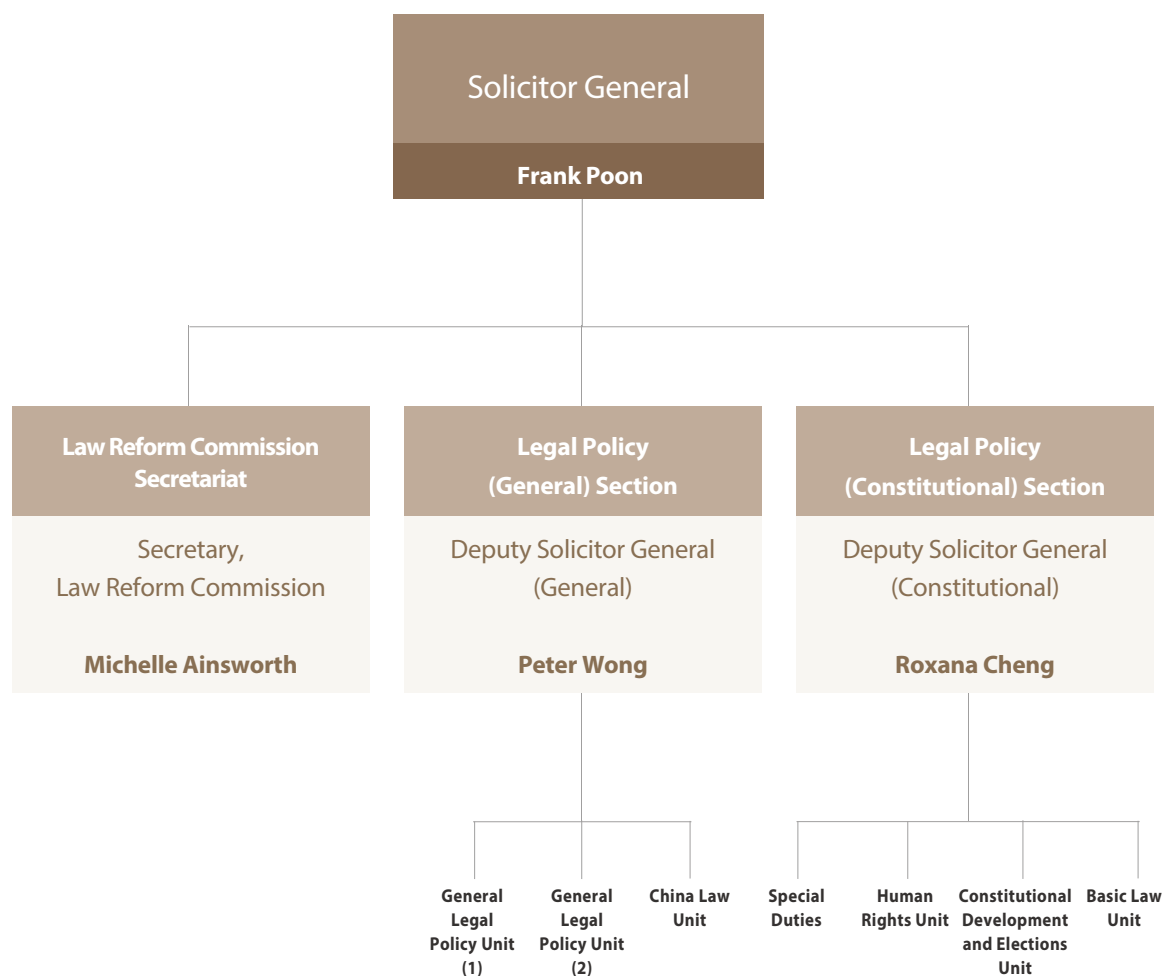 Solicitor General
Frank Poon
Law Reform Commission
Secretariat
Secretary,
Law Reform Commission
Michelle Ainsworth
Legal Policy
(General) Section
Deputy Solicitor General
(General)
Peter Wong
Legal Policy
(Constitutional) Section
Deputy Solicitor General
(Constitutional)
Roxana Cheng
General
Legal
Policy Unit
(1)
General
Legal
Policy Unit
(2)
China Law
Unit
Special
Duties
Human
Rights Unit
Constitutional
Development
and Elections
Unit
Basic Law
Unit